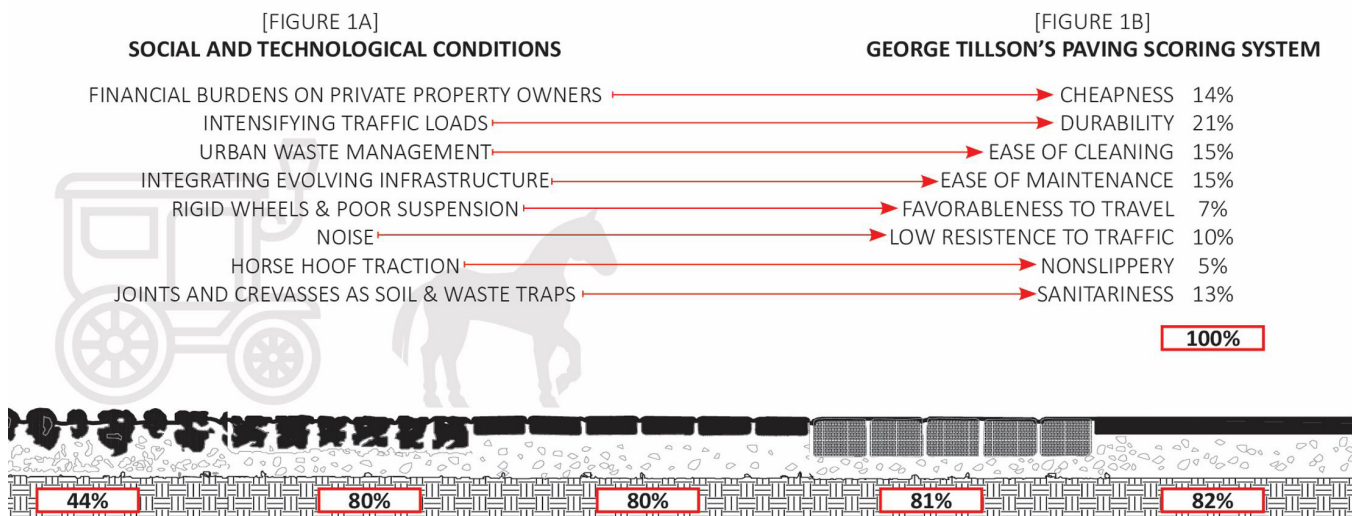 [FIGURE 1A]
SOCIAL AND TECHNOLOGICAL CONDITIONS
[FIGURE 1B]
GEORGE TILLSON'S PAVING SCORING SYSTEM
FINANCIAL BURDENS ON PRIVATE PROPERTY OWNERS CHEAPNESS 14%
INTENSIFYING TRAFFIC LOADS DURABILITY 21%
URBAN WASTE MANAGEMENT EASE OF CLEANING 15%
INTEGRATING EVOLVING INFRASTRUCTURE EASE OF MAINTENANCE 15%
RIGID WHEELS & POOR SUSPENSION FAVORABLENESS TO TRAVEL 7%
NOISE LOW RESISTENCE TO TRAFFIC 10%
HORSE HOOF TRACTION NONSLIPPERY 5%
JOINTS AND CREVASSES AS SOIL & WASTE TRAPS SANITARINESS 13%
100%
44% 80% 80% 81% 82%